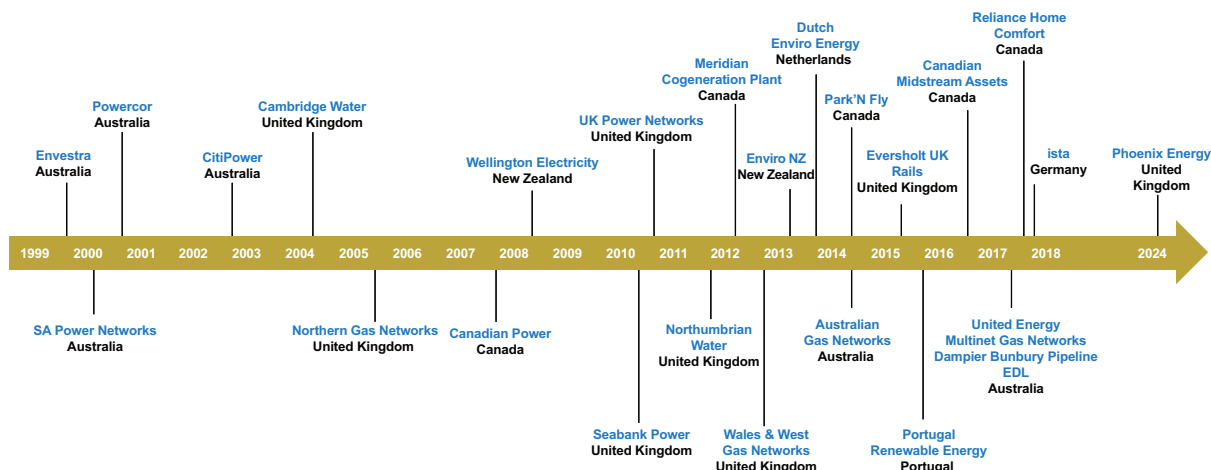 Reliance Home
Comfort
Canada
Dutch
Enviro Energy
Netherlands
Meridian
Cogeneration Plant
Canada
Canadian
Midstream Assets
Canada
Powercor
Australia
Cambridge Water
United Kingdom
Park'N Fly
Canada
UK Power Networks
United Kingdom
Envestra
Australia
CitiPower
Australia
Wellington Electricity
New Zealand
Enviro NZ
New Zealand
Eversholt UK
Rails
United Kingdom
ista
Germany
Phoenix Energy
United
Kingdom
1999 2000 2001 2002 2003 2004 2005 2006 2007 2008 2009 2010 2011 2012 2013 2014 2015 2016 2017 2018 2024
SA Power Networks
Australia
Northern Gas Networks
United Kingdom
Canadian Power
Canada
Northumbrian
Water
United Kingdom
Australian
Gas Networks
Australia
United Energy
Multinet Gas Networks
Dampier Bunbury Pipeline
EDL
Australia
Seabank Power
United Kingdom
Wales & West
Gas Networks
United Kingdom
Portugal
Renewable Energy
Portugal